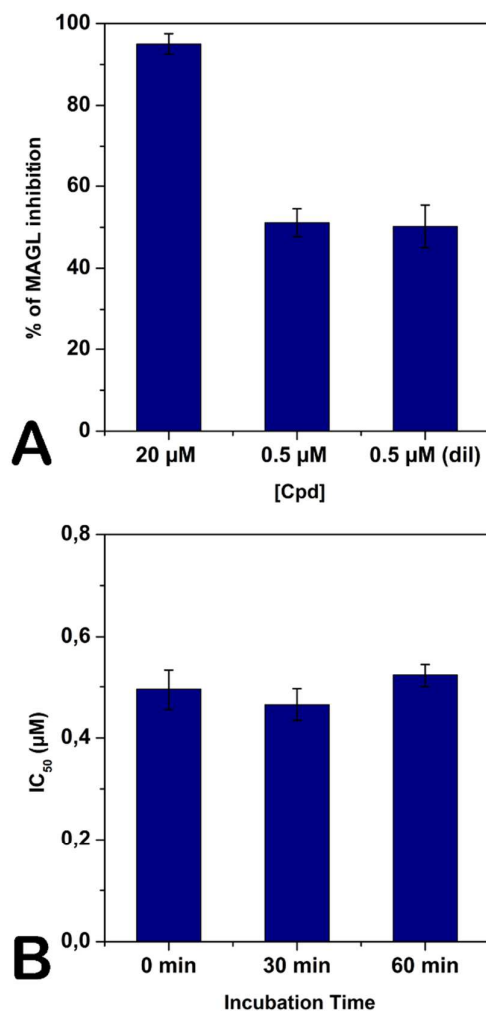 100
80
60
40
20
0
% of MAGL inhibition
20 µM 0.5 µM 0.5 µM (dil)
[Cpd]
A
0,8
0,6
0,4
0,2
0,0
IC50 (µM)
0 min 30 min 60 min
Incubation Time
B